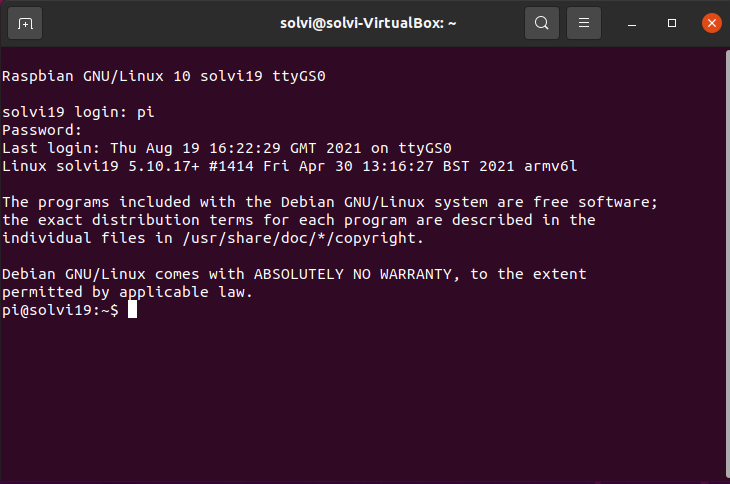 solvi@solvi-VirtualBox: ~
Raspbian GNU/Linux 10 solvi19 ttyGS0
solvi19 login: pi
Password:
Last login: Thu Aug 19 16:22:29 GMT 2021 on ttyGS0
Linux solvi19 5.10.17+ #1414 Fri Apr 30 13:16:27 BST 2021 armv6l
The programs included with the Debian GNU/Linux system are free software;
the exact distribution terms for each program are described in the
individual files in /usr/share/doc/*/copyright.
Debian GNU/Linux comes with ABSOLUTELY NO WARRANTY, to the extent
permitted by applicable law.
pi@solvi19:~$